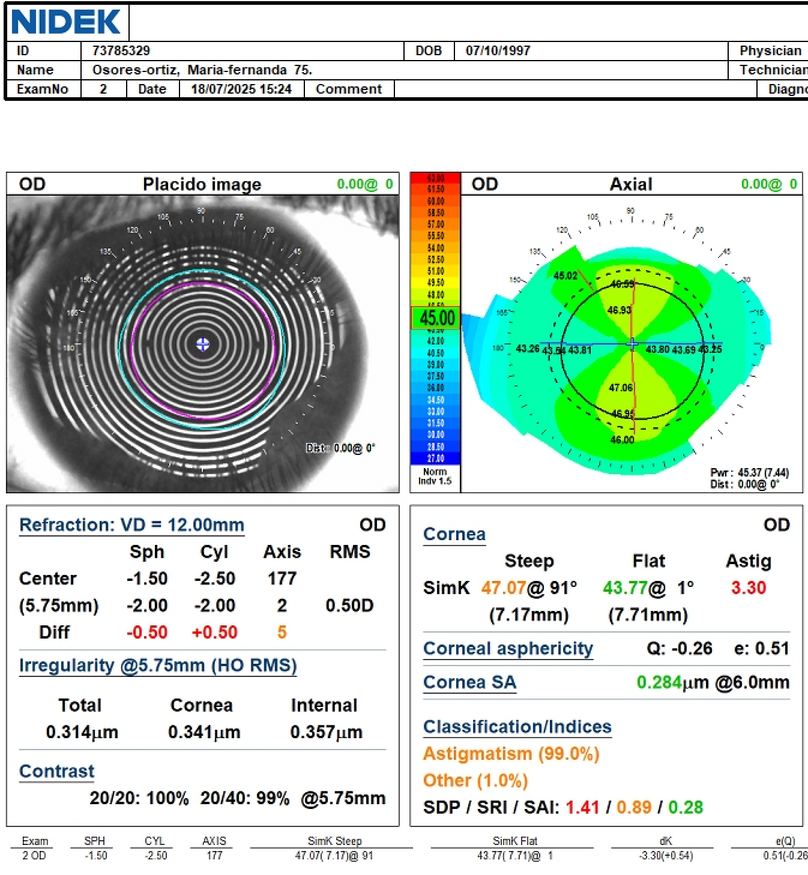 NIDEK
ID 73785329 DOB 07/10/1997 Physician
Name Osores-ortiz, Maria-fernanda 75. Technician
ExamNo 2 Date 18/07/2025 15:24 Comment Diagno
OD Placido image 0.00@ 0
105 90 75
120 60
135 45
150 30
15
180 0
Dist : 0.00@ 0°
OD Axial 0.00@ 0
63.00
61.50
60.00
58.50
57.00
55.50
54.00
52.50
51.00
49.50
48.00
45.00
42.00
40.50
39.00
37.50
36.00
34.50
33.00
31.50
30.00
28.50
27.00
Norm
Indv 1.5
105 90 75
120 60
135 45
30
15
180 0
45.02 46.59
46.93
43.26 43.54 43.81 43.80 43.69 43.25
47.06
46.95
46.00
Pwr : 45.37 (7.44)
Dist : 0.00@ 0°
Refraction: VD = 12.00mm OD
Sph Cyl Axis RMS
Center -1.50 -2.50 177
(5.75mm) -2.00 -2.00 2 0.50D
Diff -0.50 +0.50 5
Irregularity @5.75mm (HO RMS)
Total Cornea Internal
0.314μm 0.341μm 0.357μm
Contrast
20/20: 100% 20/40: 99% @5.75mm
Cornea OD
Steep Flat Astig
SimK 47.07@ 91° 43.77@ 1° 3.30
(7.17mm) (7.71mm)
Corneal asphericity Q: -0.26 e: 0.51
Cornea SA 0.284μm @6.0mm
Classification/Indices
Astigmatism (99.0%)
Other (1.0%)
SDP / SRI / SAI: 1.41 / 0.89 / 0.28
Exam SPH CYL AXIS SimK Steep SimK Flat dK e(Q)
2 OD -1.50 -2.50 177 47.07( 7.17)@ 91 43.77( 7.71)@ 1 -3.30(+0.54) 0.51(-0.26